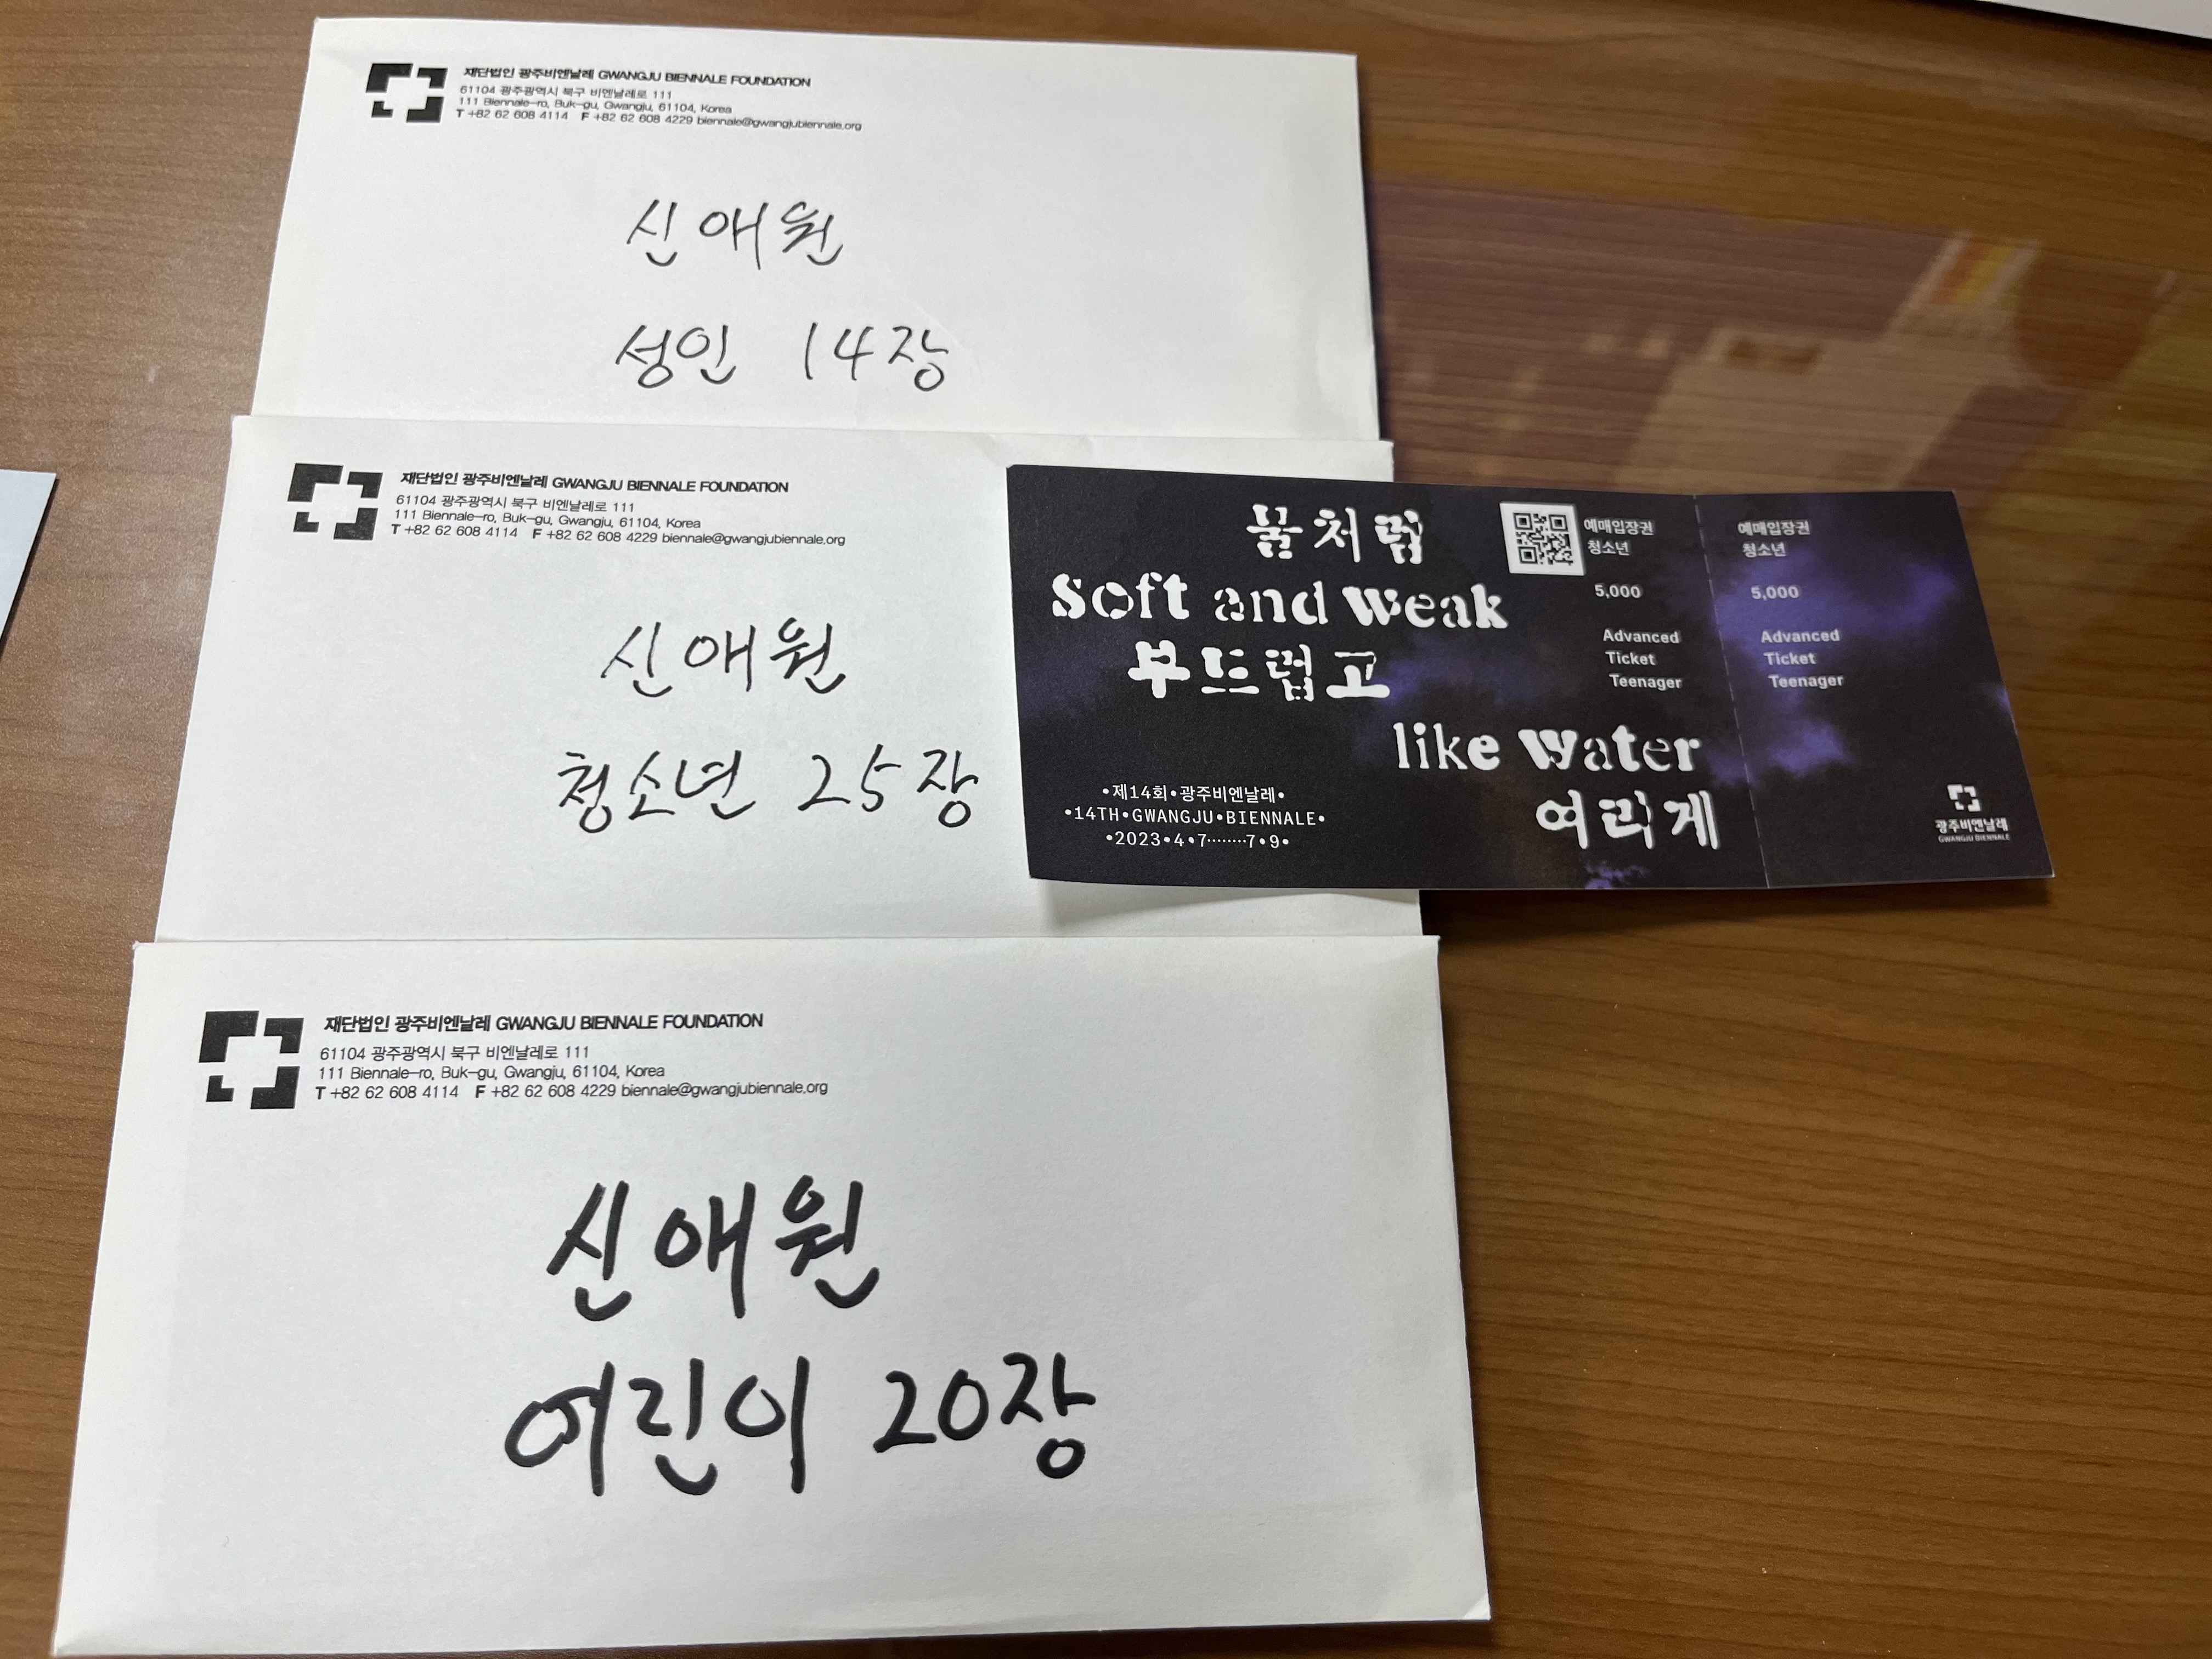 재단법인 광주비엔날레 GWANGJU BIENNALE FOUNDATION
61104 광주광역시 북구 비엔날레로 111
111 Biennale-ro, Buk-gu, Gwangju, 61104, Korea
T +82 62 608 4114 F +82 62 608 4229 biennale@gwangjubiennale.org
신애원
성인 14장
재단법인 광주비엔날레 GWANGJU BIENNALE FOUNDATION
61104 광주광역시 북구 비엔날레로 111
111 Biennale-ro, Buk-gu, Gwangju, 61104, Korea
T +82 62 608 4114 F +82 62 608 4229 biennale@gwangjubiennale.org
신애원
청소년 25장
물처럼
Soft and Weak
부드럽고
like Water
여리게
•제14회•광주비엔날레•
•14TH•GWANGJU•BIENNALE•
•2023•4•7········7•9•
예매입장권
청소년
5,000
Advanced
Ticket
Teenager
예매입장권
청소년
5,000
Advanced
Ticket
Teenager
광주비엔날레
GWANGJU BIENNALE
재단법인 광주비엔날레 GWANGJU BIENNALE FOUNDATION
61104 광주광역시 북구 비엔날레로 111
111 Biennale-ro, Buk-gu, Gwangju, 61104, Korea
T +82 62 608 4114 F +82 62 608 4229 biennale@gwangjubiennale.org
신애원
어린이 20장